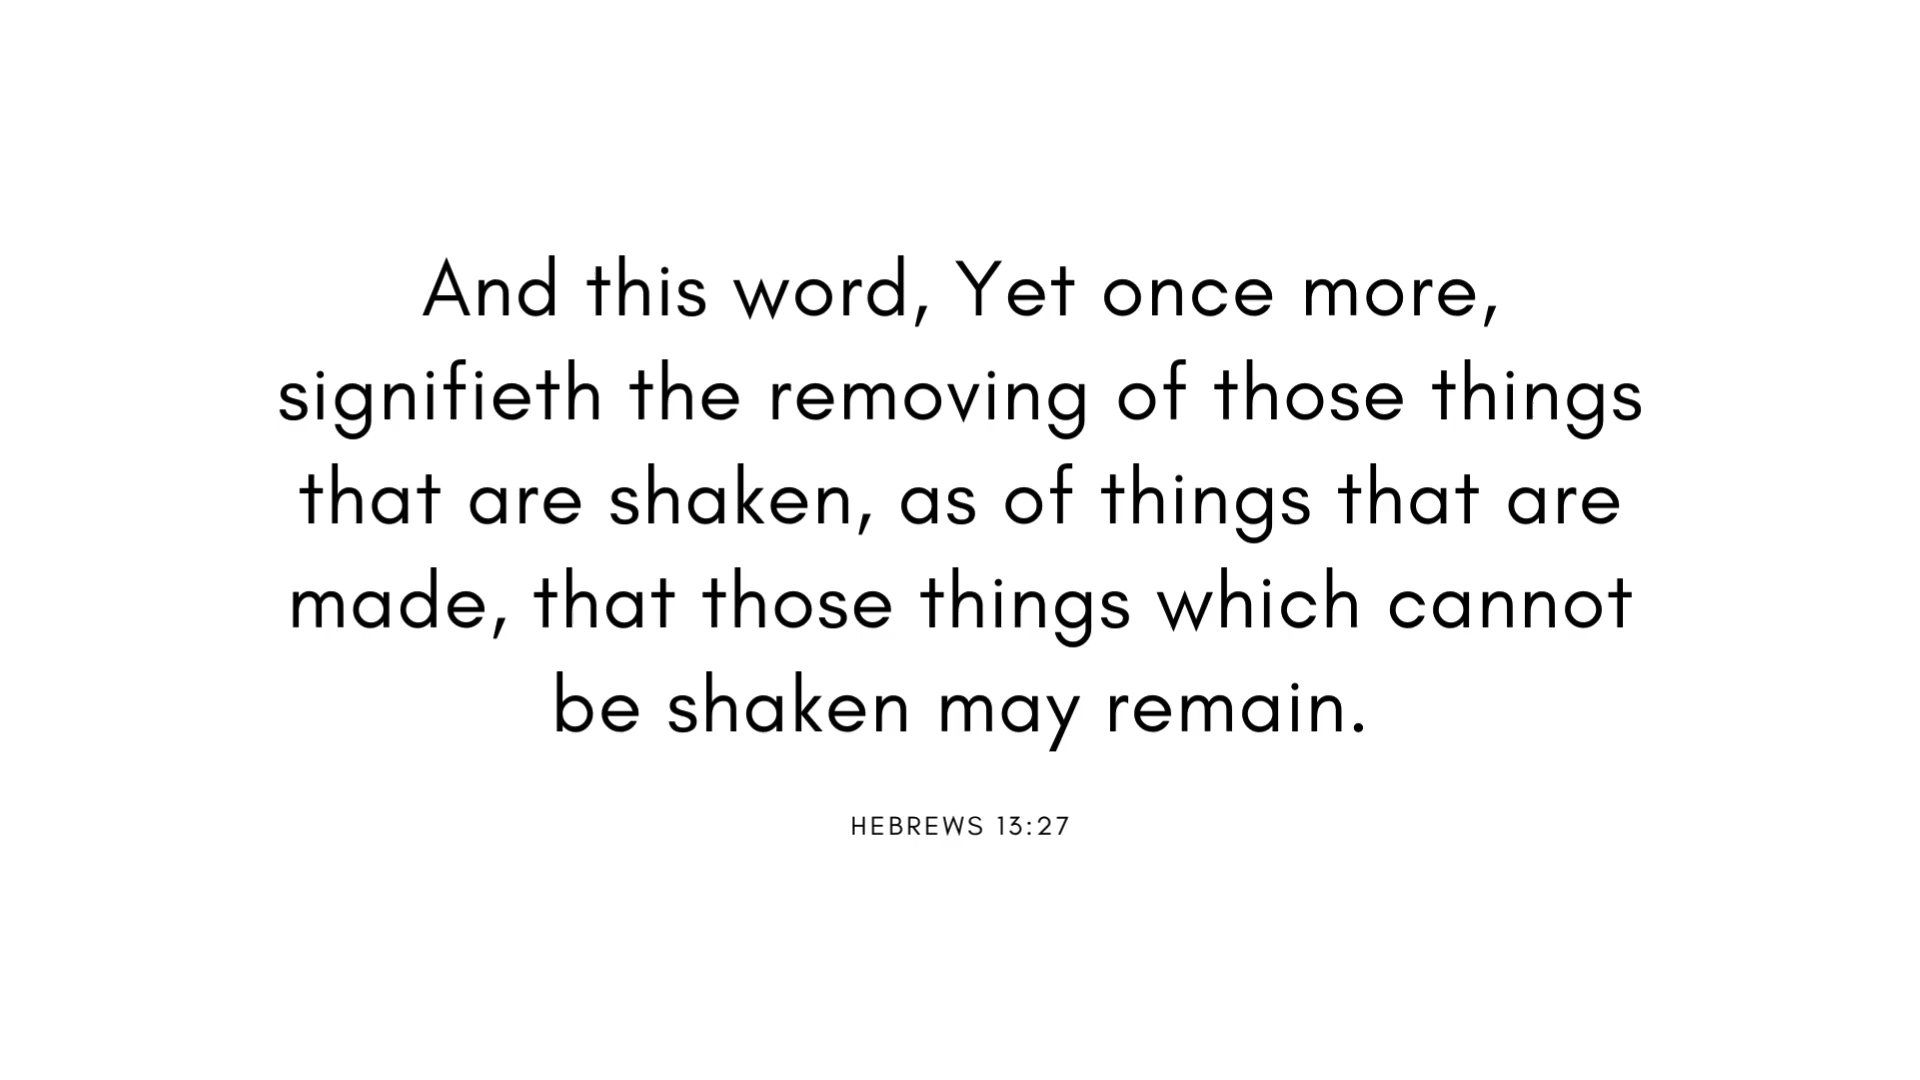 And this word, Yet once more,
signifieth the removing of those things
that are shaken, as of things that are
made, that those things which cannot
be shaken may remain.
HEBREWS 13:27